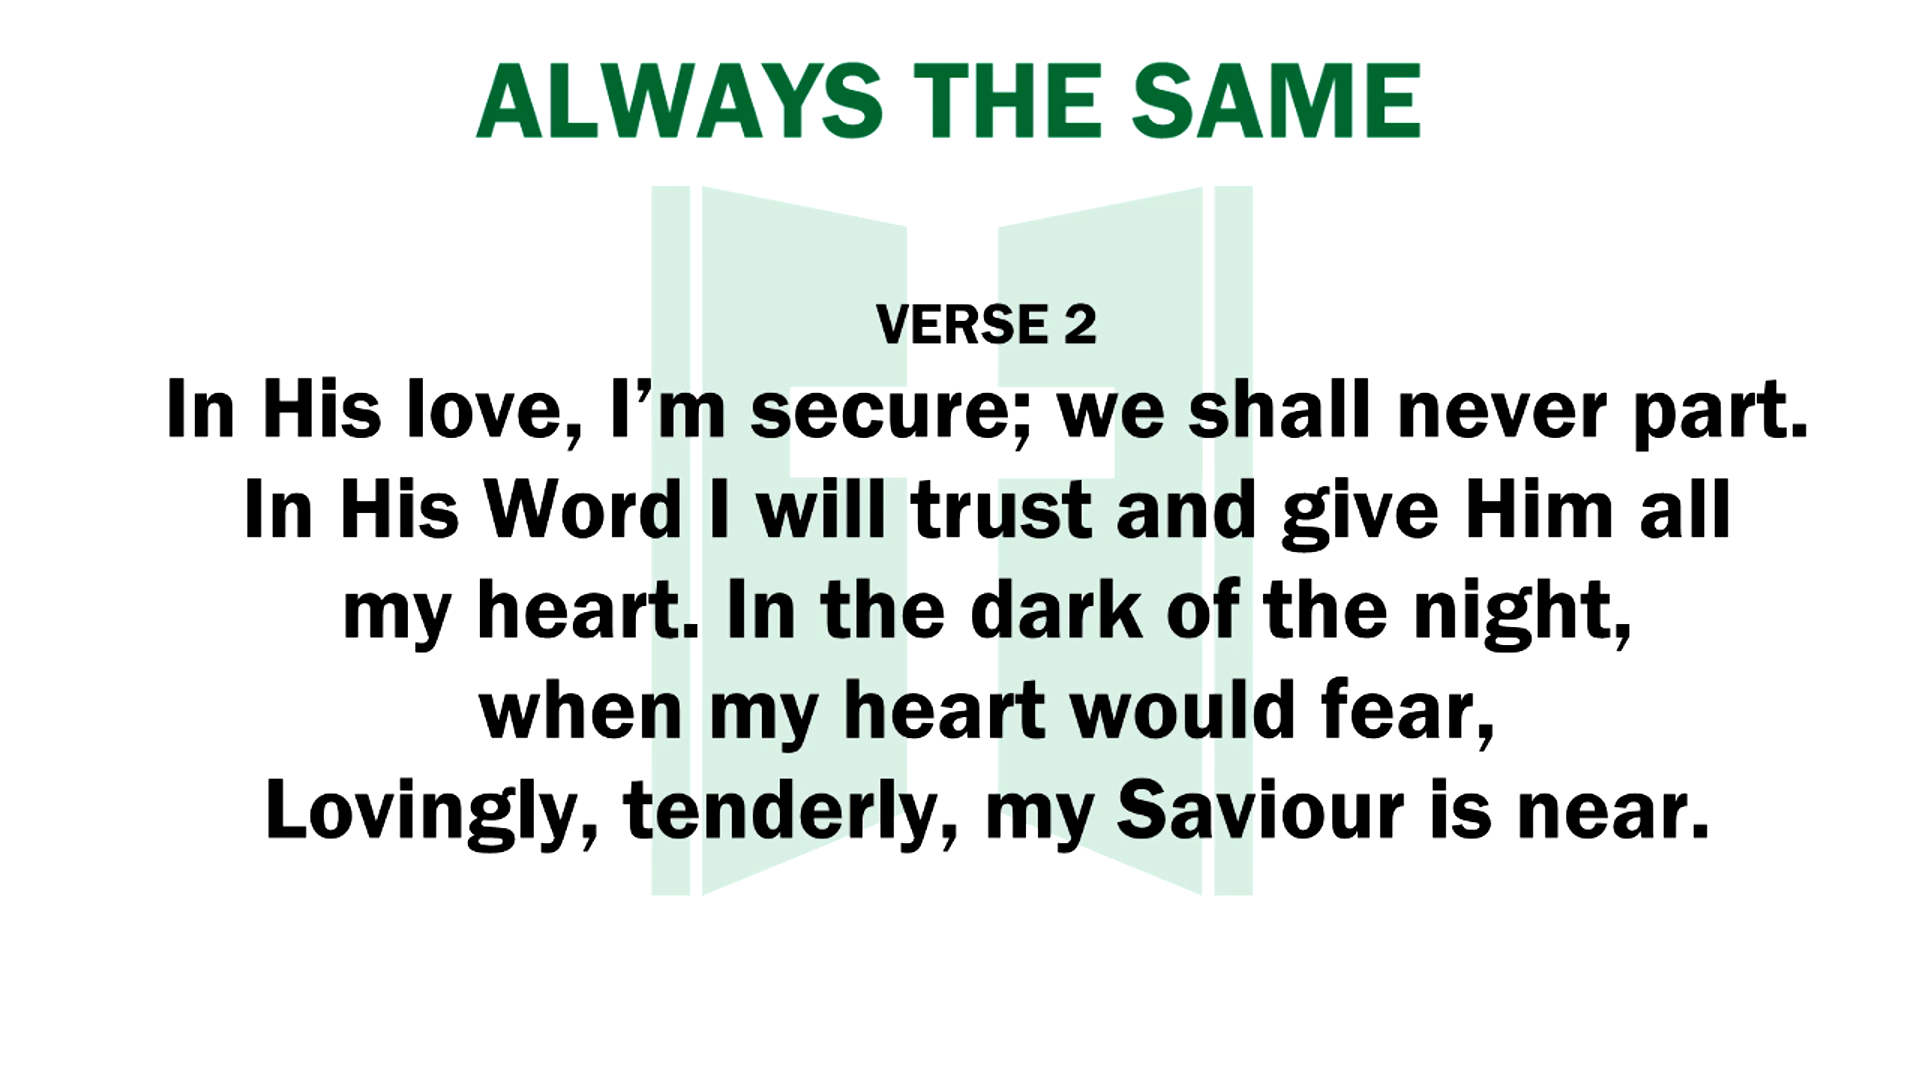 ALWAYS THE SAME
VERSE 2
In His love, I’m secure; we shall never part.
In His Word I will trust and give Him all
my heart. In the dark of the night,
when my heart would fear,
Lovingly, tenderly, my Saviour is near.